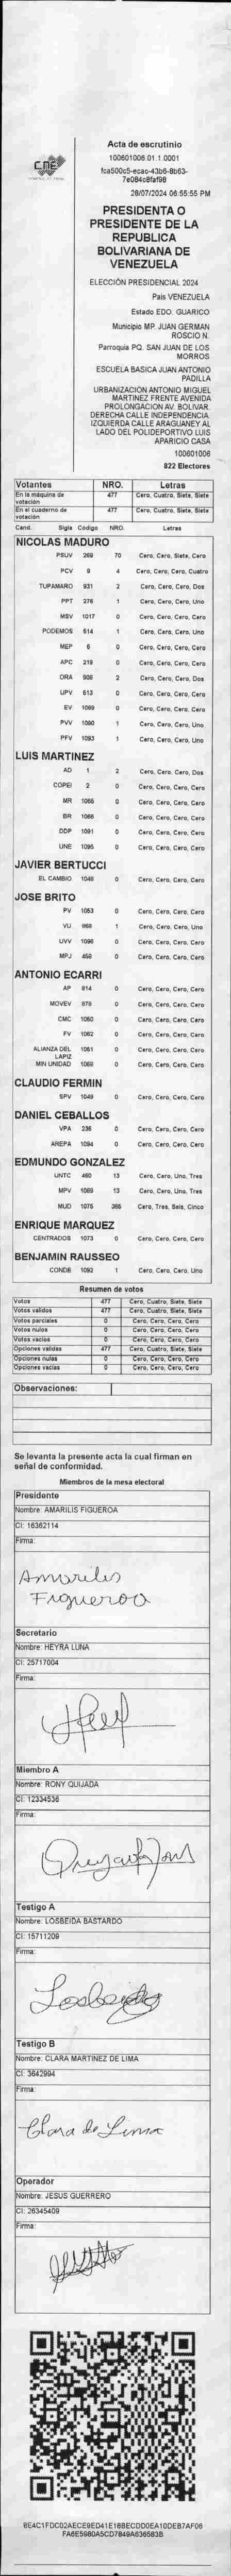 CNE
Acta de escrutinio
100601006.01.1.0001
fca500c5-ecac-43b6-8b63-
7e084c8faf98
28/07/2024 06:55:55 PM
PRESIDENTA O
PRESIDENTE DE LA
REPUBLICA
BOLIVARIANA DE
VENEZUELA
ELECCIÓN PRESIDENCIAL 2024
País VENEZUELA
Estado EDO. GUARICO
Municipio MP. JUAN GERMAN
ROSCIO N.
Parroquia PQ. SAN JUAN DE LOS
MORROS
ESCUELA BASICA JUAN ANTONIO
PADILLA
URBANIZACIÓN ANTONIO MIGUEL
MARTINEZ FRENTE AVENIDA
PROLONGACION AV. BOLIVAR.
DERECHA CALLE INDEPENDENCIA.
IZQUIERDA CALLE ARAGUANEY AL
LADO DEL POLIDEPORTIVO LUIS
APARICIO CASA
100601006
822 Electores
Votantes NRO. Letras
En la máquina de votación 477 Cero, Cuatro, Siete, Siete
En el cuaderno de votación 477 Cero, Cuatro, Siete, Siete
Cand. Sigla Código NRO. Letras
NICOLAS MADURO
PSUV 269 70 Cero, Cero, Siete, Cero
PCV 9 4 Cero, Cero, Cero, Cuatro
TUPAMARO 931 2 Cero, Cero, Cero, Dos
PPT 276 1 Cero, Cero, Cero, Uno
MSV 1017 0 Cero, Cero, Cero, Cero
PODEMOS 514 1 Cero, Cero, Cero, Uno
MEP 6 0 Cero, Cero, Cero, Cero
APC 219 0 Cero, Cero, Cero, Cero
ORA 906 2 Cero, Cero, Cero, Dos
UPV 513 0 Cero, Cero, Cero, Cero
EV 1089 0 Cero, Cero, Cero, Cero
PVV 1090 1 Cero, Cero, Cero, Uno
PFV 1093 1 Cero, Cero, Cero, Uno
LUIS MARTINEZ
AD 1 2 Cero, Cero, Cero, Dos
COPEI 2 0 Cero, Cero, Cero, Cero
MR 1065 0 Cero, Cero, Cero, Cero
BR 1066 0 Cero, Cero, Cero, Cero
DDP 1091 0 Cero, Cero, Cero, Cero
UNE 1095 0 Cero, Cero, Cero, Cero
JAVIER BERTUCCI
EL CAMBIO 1046 0 Cero, Cero, Cero, Cero
JOSE BRITO
PV 1053 0 Cero, Cero, Cero, Cero
VU 868 1 Cero, Cero, Cero, Uno
UVV 1096 0 Cero, Cero, Cero, Cero
MPJ 458 0 Cero, Cero, Cero, Cero
ANTONIO ECARRI
AP 814 0 Cero, Cero, Cero, Cero
MOVEV 878 0 Cero, Cero, Cero, Cero
CMC 1050 0 Cero, Cero, Cero, Cero
FV 1062 0 Cero, Cero, Cero, Cero
ALIANZA DEL LAPIZ 1051 0 Cero, Cero, Cero, Cero
MIN UNIDAD 1068 0 Cero, Cero, Cero, Cero
CLAUDIO FERMIN
SPV 1049 0 Cero, Cero, Cero, Cero
DANIEL CEBALLOS
VPA 236 0 Cero, Cero, Cero, Cero
AREPA 1094 0 Cero, Cero, Cero, Cero
EDMUNDO GONZALEZ
UNTC 460 13 Cero, Cero, Uno, Tres
MPV 1069 13 Cero, Cero, Uno, Tres
MUD 1075 365 Cero, Tres, Seis, Cinco
ENRIQUE MARQUEZ
CENTRADOS 1073 0 Cero, Cero, Cero, Cero
BENJAMIN RAUSSEO
CONDE 1092 1 Cero, Cero, Cero, Uno
Resumen de votos
Votos 477 Cero, Cuatro, Siete, Siete
Votos validos 477 Cero, Cuatro, Siete, Siete
Votos parciales 0 Cero, Cero, Cero, Cero
Votos nulos 0 Cero, Cero, Cero, Cero
Votos vacíos 0 Cero, Cero, Cero, Cero
Opciones validas 477 Cero, Cuatro, Siete, Siete
Opciones nulas 0 Cero, Cero, Cero, Cero
Opciones vacías 0 Cero, Cero, Cero, Cero
Observaciones:
Se levanta la presente acta la cual firman en
señal de conformidad.
Miembros de la mesa electoral
Presidente
Nombre: AMARILIS FIGUEROA
CI: 16362114
Firma:
Amarilis
Figueroa
Secretario
Nombre: HEYRA LUNA
CI: 25717004
Firma:
Miembro A
Nombre: RONY QUIJADA
CI: 12334536
Firma:
Testigo A
Nombre: LOSBEIDA BASTARDO
CI: 15711209
Firma:
Losbeida
Testigo B
Nombre: CLARA MARTINEZ DE LIMA
CI: 3642994
Firma:
Clara de Lima
Operador
Nombre: JESUS GUERRERO
CI: 26345409
Firma:
8E4C1FDC02AECE9ED41E18BECDD0EA10DEB7AF06
FA6E5980A5CD7849A636583B